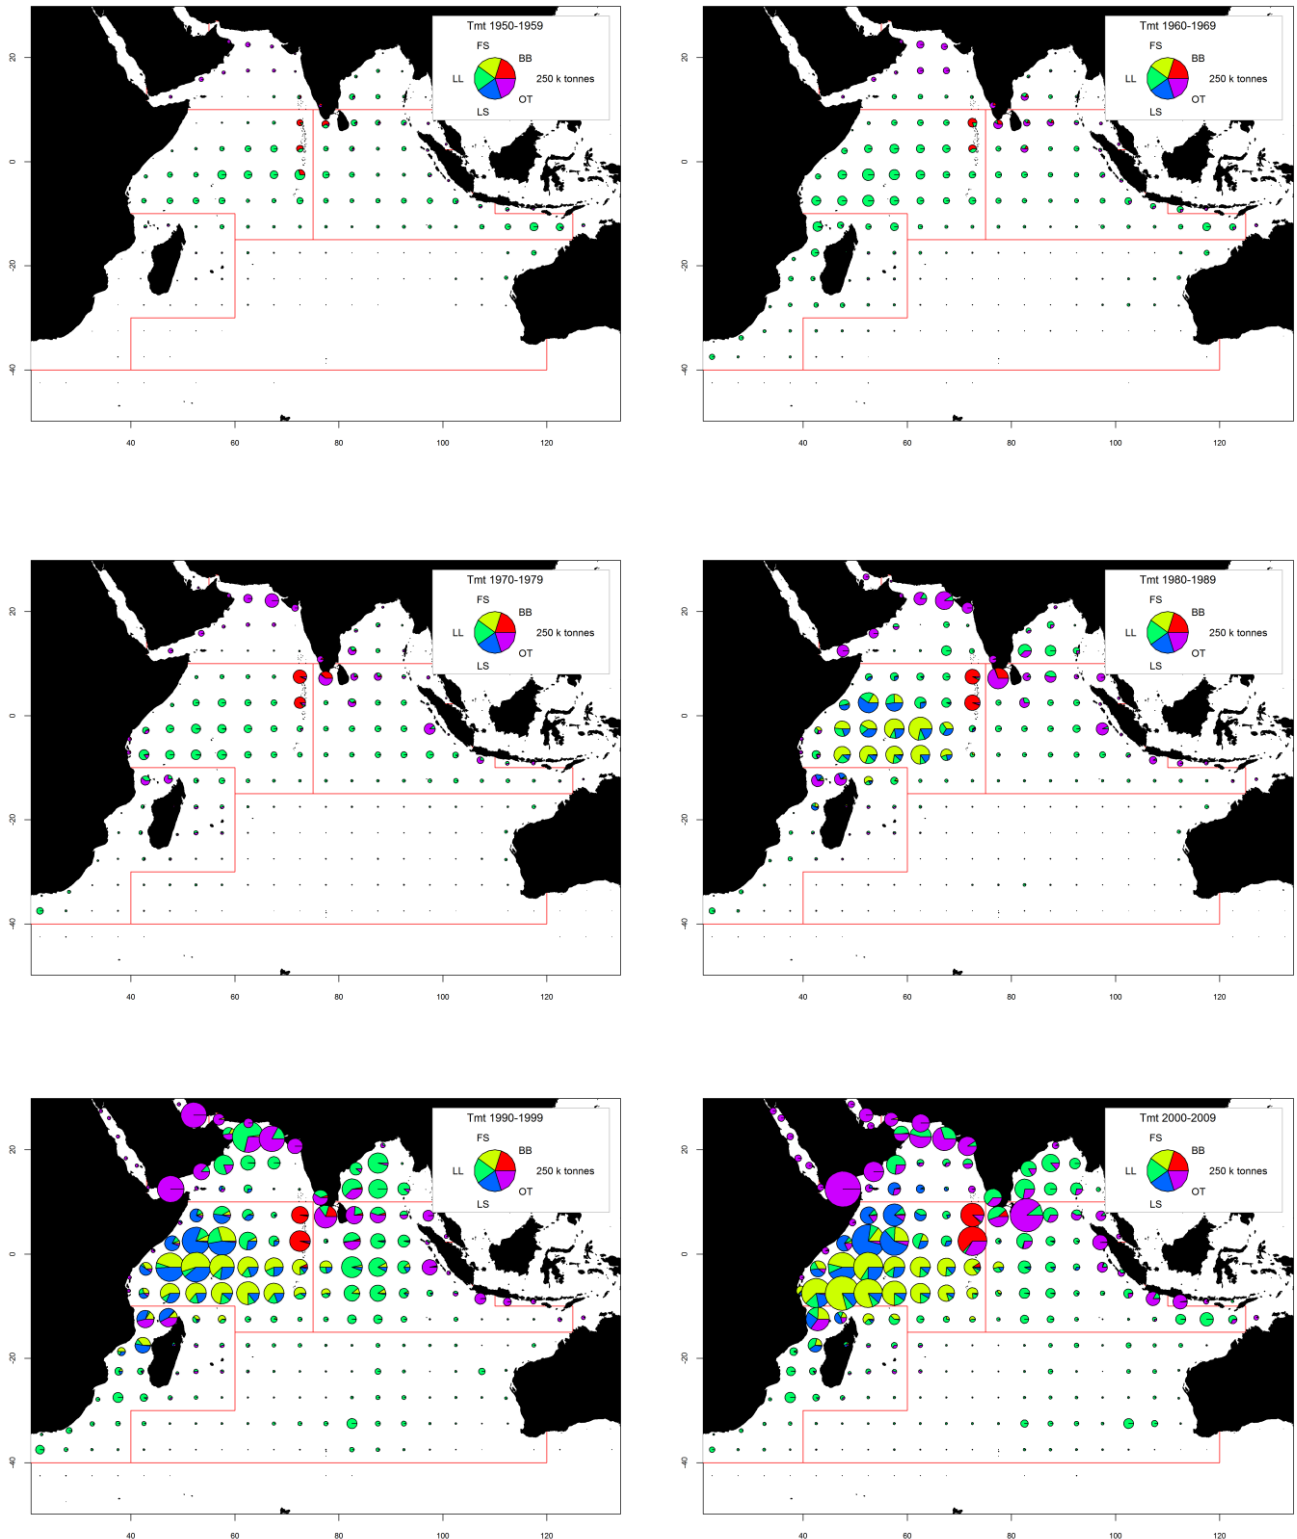 Tmt 1950-1959
FS
BB
LL
250 k tonnes
OT
LS
20
0
-20
-40
40
60
80
100
120
Tmt 1960-1969
FS
BB
LL
250 k tonnes
OT
LS
20
0
-20
-40
40
60
80
100
120
Tmt 1970-1979
FS
BB
LL
250 k tonnes
OT
LS
20
0
-20
-40
40
60
80
100
120
Tmt 1980-1989
FS
BB
LL
250 k tonnes
OT
LS
20
0
-20
-40
40
60
80
100
120
Tmt 1990-1999
FS
BB
LL
250 k tonnes
OT
LS
20
0
-20
-40
40
60
80
100
120
Tmt 2000-2009
FS
BB
LL
250 k tonnes
OT
LS
20
0
-20
-40
40
60
80
100
120